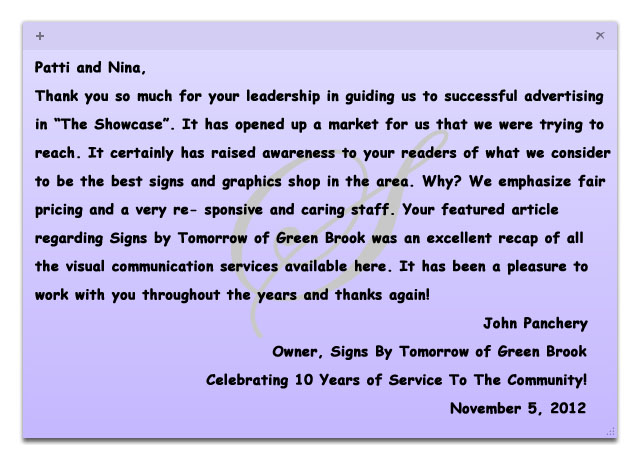 Patti and Nina,
Thank you so much for your leadership in guiding us to successful advertising
in “The Showcase”. It has opened up a market for us that we were trying to
reach. It certainly has raised awareness to your readers of what we consider
to be the best signs and graphics shop in the area. Why? We emphasize fair
pricing and a very re- sponsive and caring staff. Your featured article
regarding Signs by Tomorrow of Green Brook was an excellent recap of all
the visual communication services available here. It has been a pleasure to
work with you throughout the years and thanks again!
John Panchery
Owner, Signs By Tomorrow of Green Brook
Celebrating 10 Years of Service To The Community!
November 5, 2012